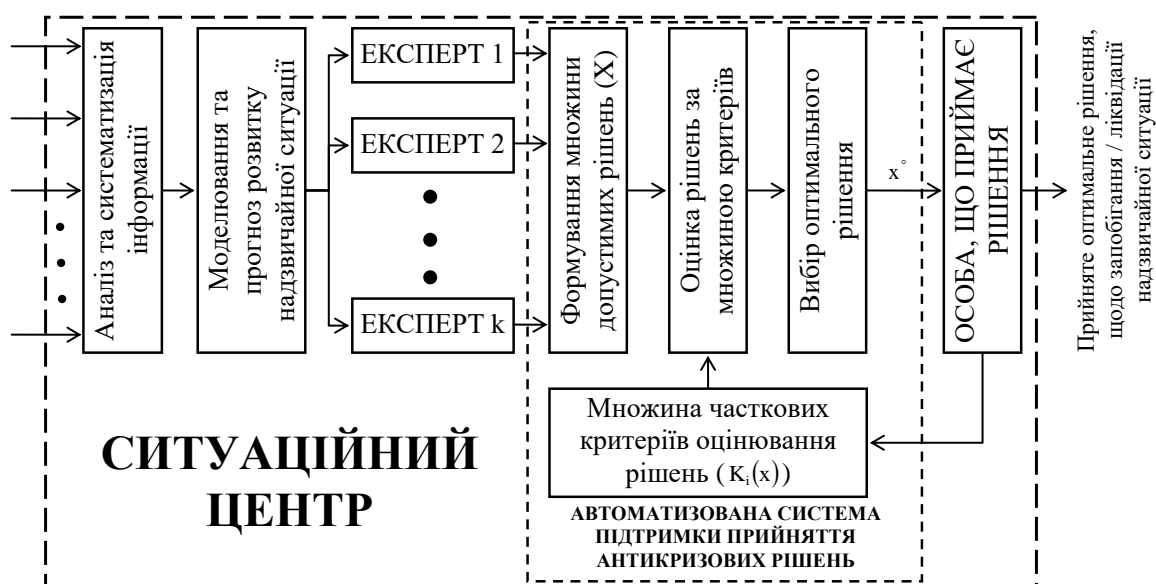 Аналіз та систематизація
інформації
Моделювання та
прогноз розвитку
надзвичайної ситуації
ЕКСПЕРТ 1
ЕКСПЕРТ 2
ЕКСПЕРТ k
Формування множини
допустимих рішень (X)
Оцінка рішень за
множиною критеріїв
Вибір оптимального
рішення
x°
ОСОБА, ЩО ПРИЙМАЄ
РІШЕННЯ
Прийняте оптимальне рішення,
щодо запобігання / ліквідації
надзвичайної ситуації
Множина часткових
критеріїв оцінювання
рішень ( Kᵢ(x))
СИТУАЦІЙНИЙ
ЦЕНТР
АВТОМАТИЗОВАНА СИСТЕМА
ПІДТРИМКИ ПРИЙНЯТТЯ
АНТИКРИЗОВИХ РІШЕНЬ